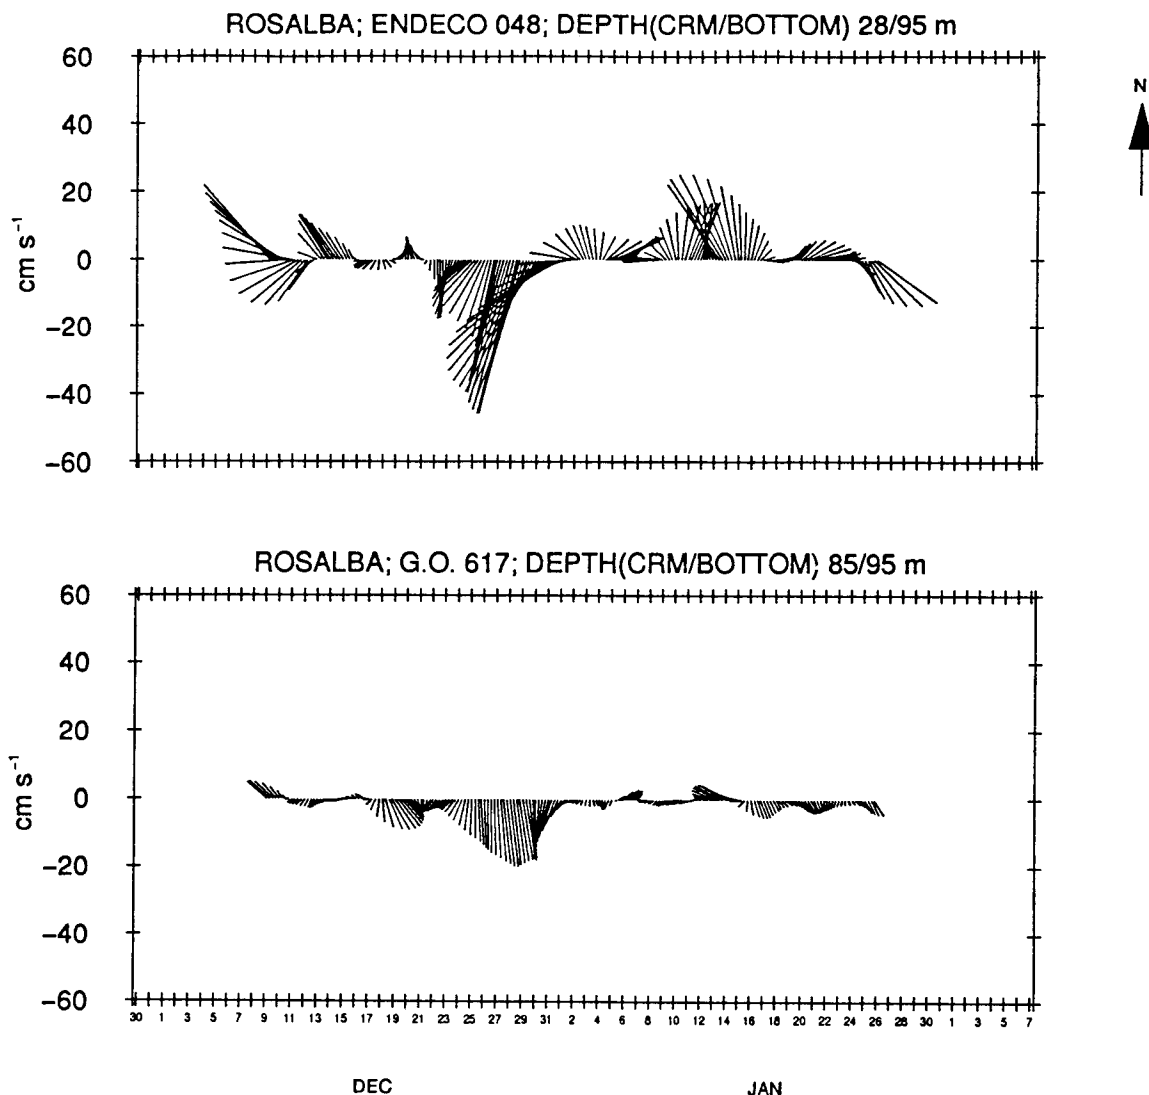 ROSALBA; ENDECO 048; DEPTH(CRM/BOTTOM) 28/95 m
N
60
40
20
0
−20
−40
−60
cm s⁻¹
ROSALBA; G.O. 617; DEPTH(CRM/BOTTOM) 85/95 m
60
40
20
0
−20
−40
−60
cm s⁻¹
30 1 3 5 7 9 11 13 15 17 19 21 23 25 27 29 31 2 4 6 8 10 12 14 16 18 20 22 24 26 28 30 1 3 5 7
DEC JAN